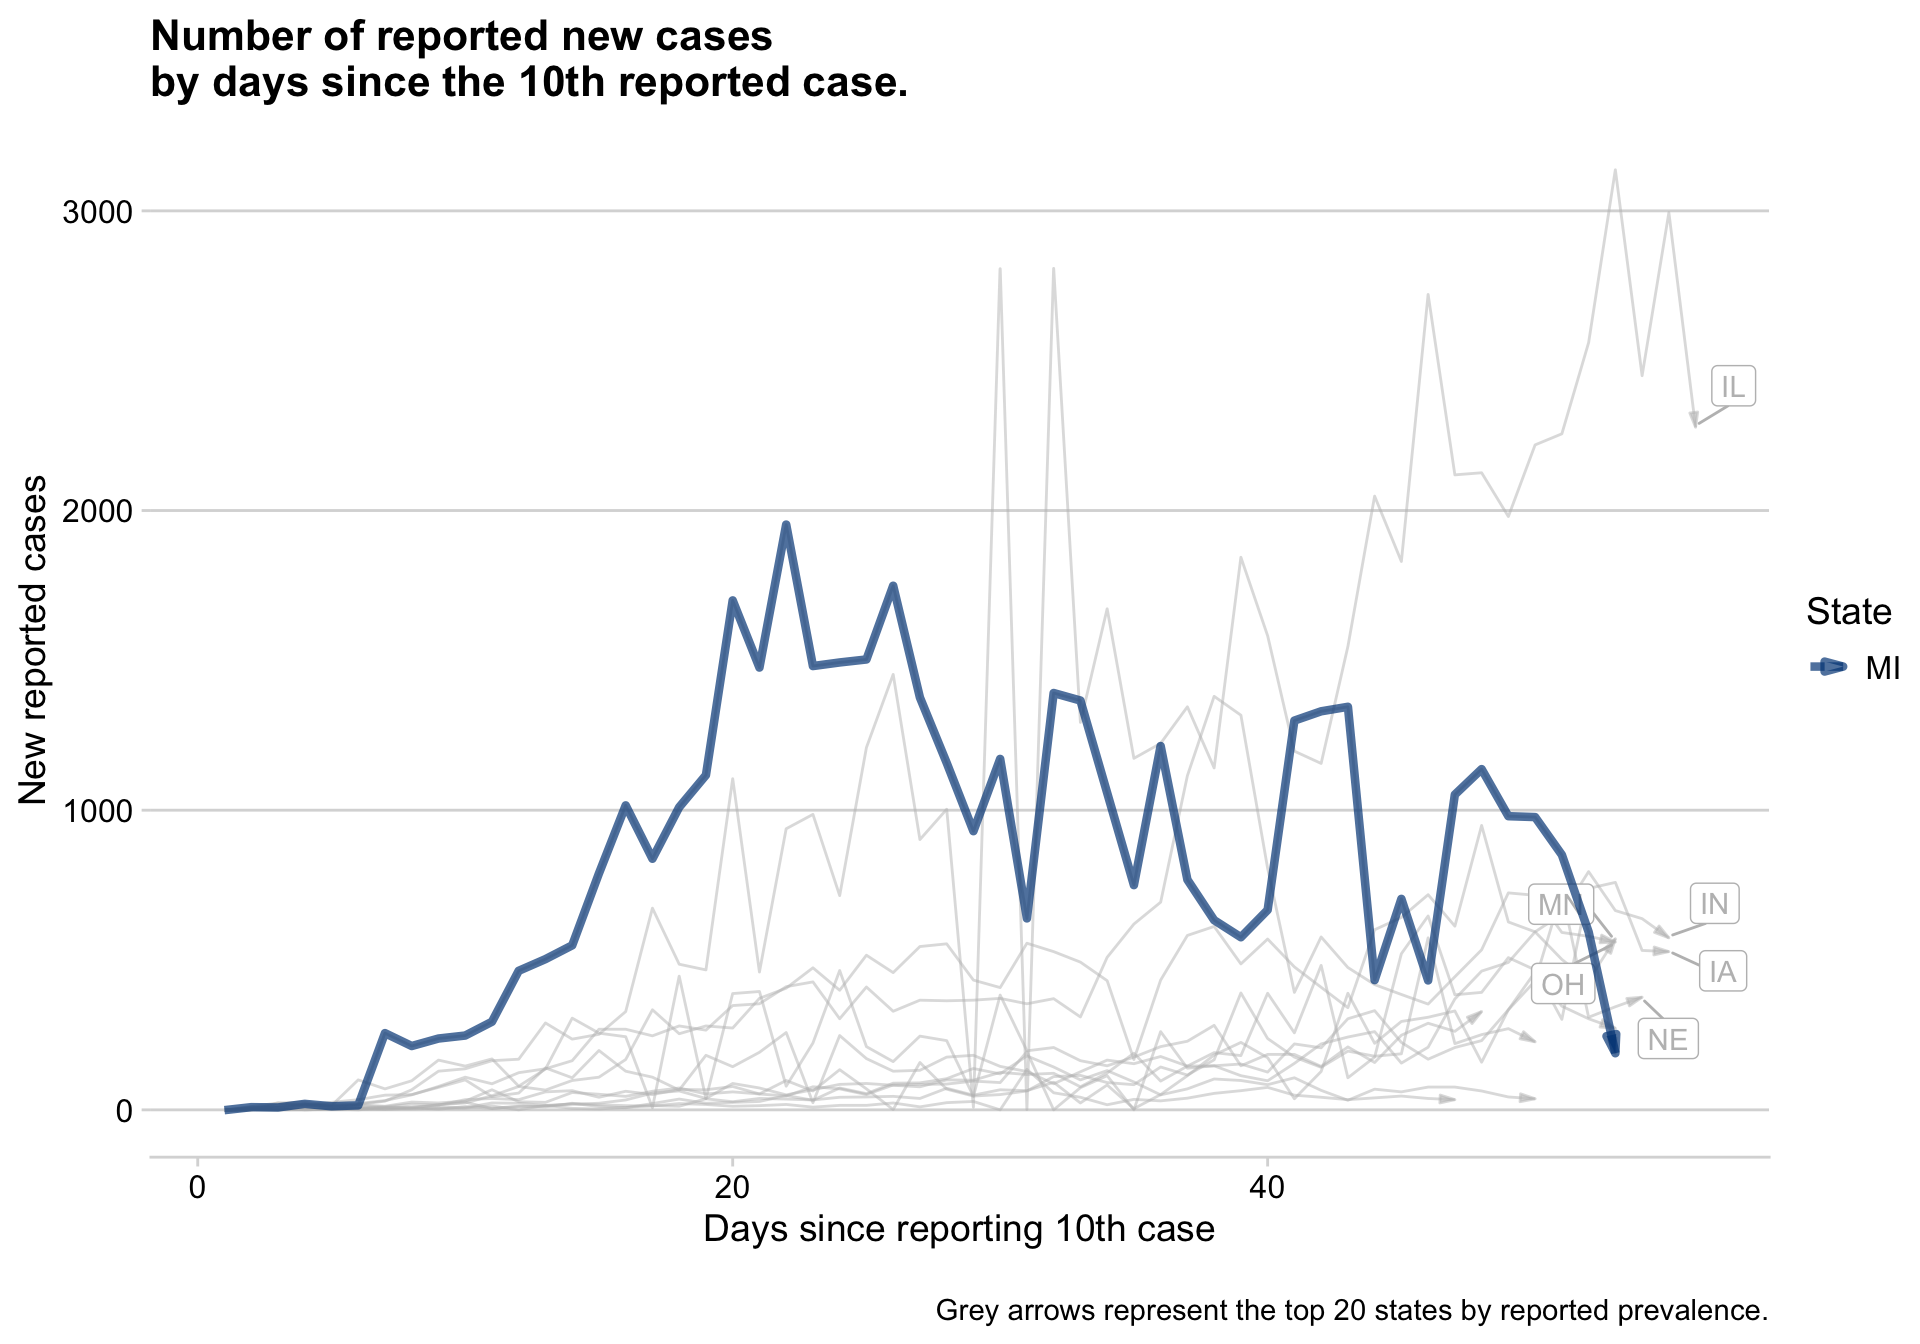 Number of reported new cases
by days since the 10th reported case.
New reported cases
3000
2000
1000
0
IL
MN
IN
OH
IA
NE
0 20 40
Days since reporting 10th case
State
MI
Grey arrows represent the top 20 states by reported prevalence.